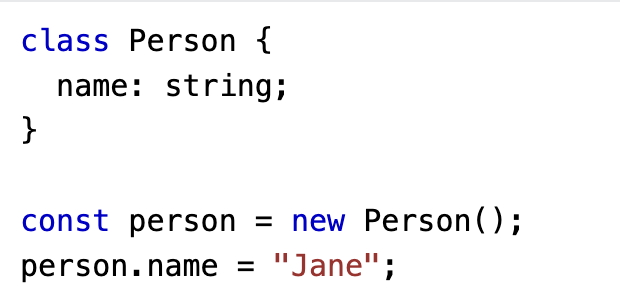 class Person {
  name: string;
}

const person = new Person();
person.name = "Jane";